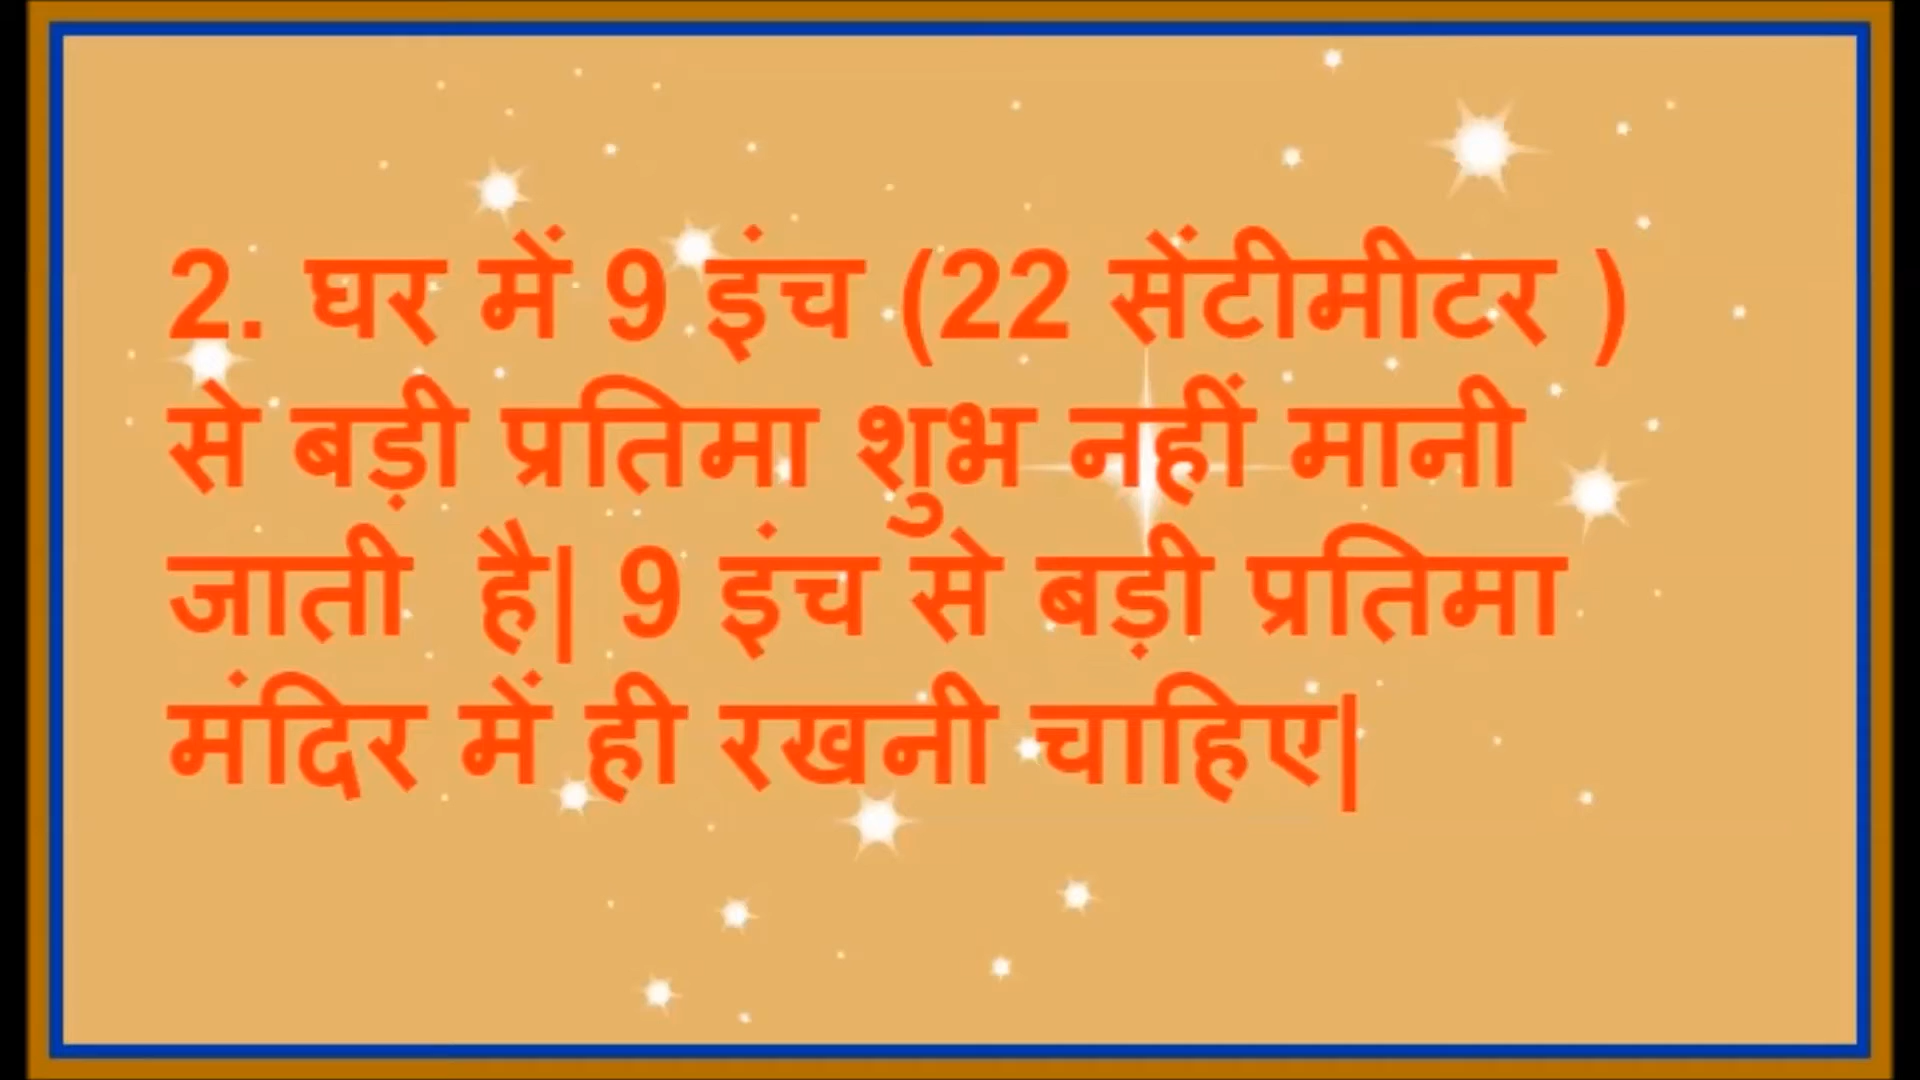 2. घर में 9 इंच (22 सेंटीमीटर )
से बड़ी प्रतिमा शुभ नहीं मानी
जाती है| 9 इंच से बड़ी प्रतिमा
मंदिर में ही रखनी चाहिए|